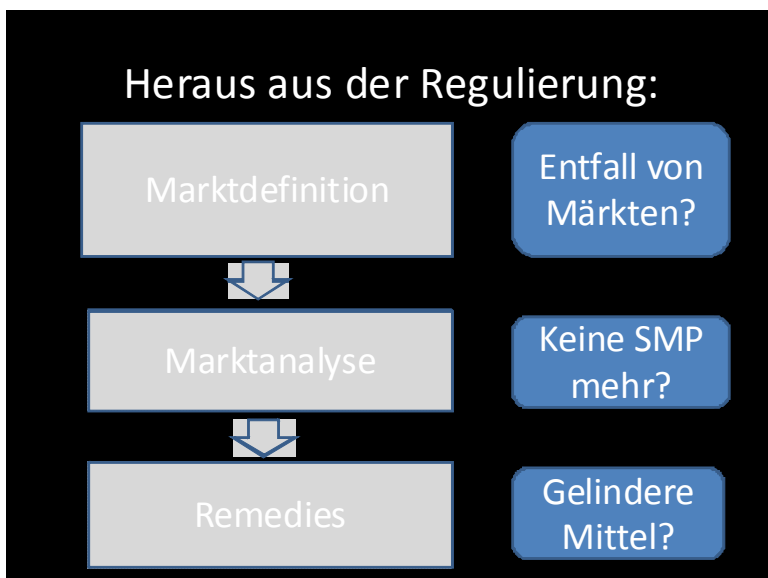 Heraus aus der Regulierung:
Marktdefinition
Entfall von
Märkten?
Marktanalyse
Keine SMP
mehr?
Remedies
Gelindere
Mittel?